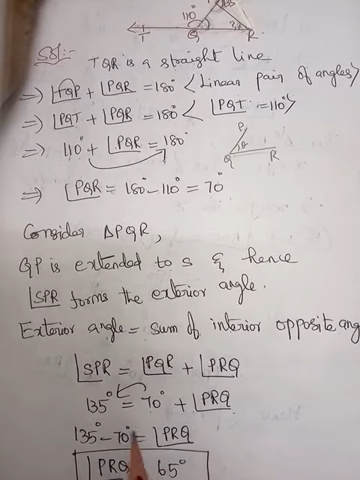 135
110°
T Q R
Sol:-
TQR is a straight line
⇒ ∠TQP + ∠PQR = 180° <Linear pair of angles>
⇒ ∠PQT + ∠PQR = 180° <∠PQT = 110°>
⇒ 110° + ∠PQR = 180°
P
Q R
⇒ ∠PQR = 180° - 110° = 70°
Consider ΔPQR,
QP is extended to S & hence
∠SPR forms the exterior angle.
Exterior angle = sum of interior opposite ang
∠SPR = ∠PQR + ∠PRQ
135° = 70° + ∠PRQ
135° - 70° = ∠PRQ
∠PRQ 65°